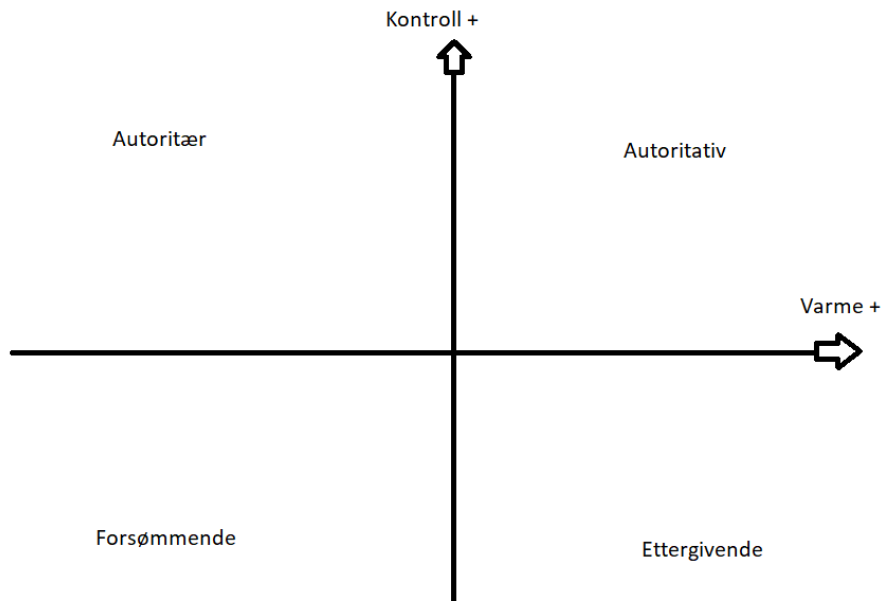 Kontroll +
Autoritær
Autoritativ
Varme +
Forsømmende
Ettergivende